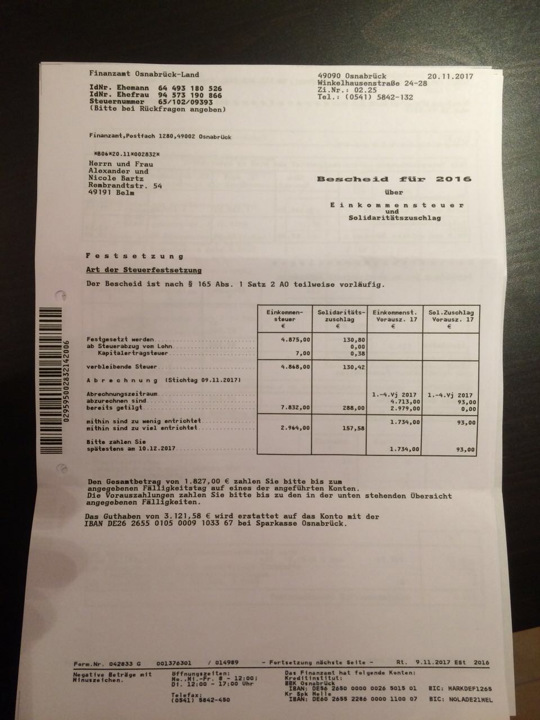 Finanzamt Osnabrück-Land
49090 Osnabrück 20.11.2017
Winkelhausenstraße 24-28
Zi.Nr.: 02.25
Tel.: (0541) 5842-132
IdNr. Ehemann 64 493 180 526
IdNr. Ehefrau 94 573 190 866
Steuernummer 65/102/09393
(Bitte bei Rückfragen angeben)
Finanzamt,Postfach 1280,49002 Osnabrück
*B06*20.11*002832*
Herrn und Frau
Alexander und
Nicole Bartz
Rembrandtstr. 54
49191 Belm
Bescheid für 2016
über
Einkommensteuer
und
Solidaritätszuschlag
Festsetzung
Art der Steuerfestsetzung
Der Bescheid ist nach § 165 Abs. 1 Satz 2 AO teilweise vorläufig.
Einkommen- Solidaritäts- Einkommenst. Sol.Zuschlag
steuer zuschlag Vorausz. 17 Vorausz. 17
€ € € €
Festgesetzt werden 4.875,00 130,80
ab Steuerabzug vom Lohn 0,00
Kapitalertragsteuer 7,00 0,38
verbleibende Steuer 4.868,00 130,42
Abrechnung (Stichtag 09.11.2017)
Abrechnungszeitraum 1.-4.Vj 2017 1.-4.Vj 2017
abzurechnen sind 4.713,00 93,00
bereits getilgt 7.832,00 288,00 2.979,00 0,00
mithin sind zu wenig entrichtet 1.734,00 93,00
mithin sind zu viel entrichtet 2.964,00 157,58
Bitte zahlen Sie
spätestens am 10.12.2017 1.734,00 93,00
Den Gesamtbetrag von 1.827,00 € zahlen Sie bitte bis zum
angegebenen Fälligkeitstag auf eines der angeführten Konten.
Die Vorauszahlungen zahlen Sie bitte bis zu den in der unten stehenden Übersicht
angegebenen Fälligkeiten.
Das Guthaben von 3.121,58 € wird erstattet auf das Konto mit der
IBAN DE26 2655 0105 0009 1033 67 bei Sparkasse Osnabrück.
0295950002832142006
Form.Nr. 042033 G 001376301 / 014989 - Fortsetzung nächste Seite - Rt. 9.11.2017 ESt 2016
Negative Beträge mit
Minuszeichen.
Öffnungszeiten:
Mo.,Mi.-Fr. 8 - 12:00
Di. 12:00 - 17:00 Uhr
Telefax:
(0541) 5842-450
Das Finanzamt hat folgende Konten:
Kreditinstitut:
BBK Osnabrück
IBAN: DE56 2650 0000 0026 5015 01 BIC: MARKDEF1265
Kr Spk Melle
IBAN: DE60 2655 2286 0000 1100 07 BIC: NOLADE21MEL